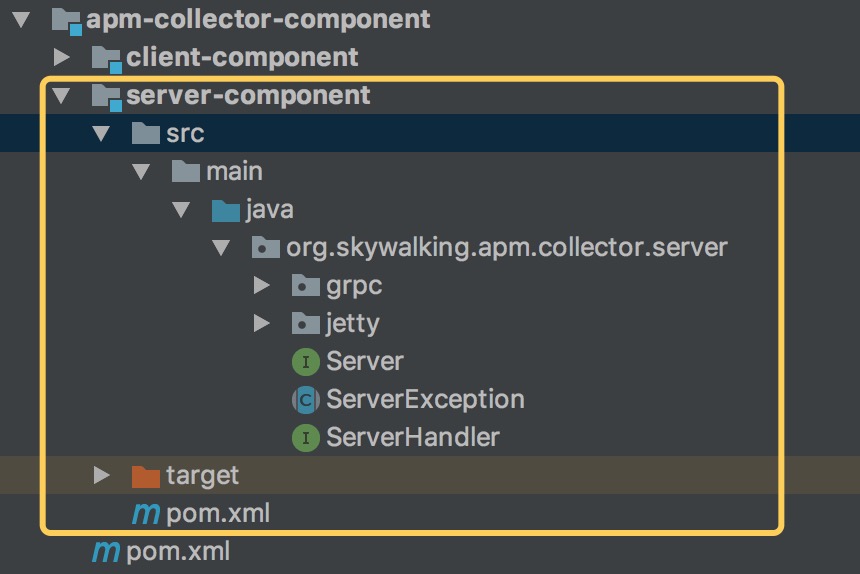 apm-collector-component
client-component
server-component
src
main
java
org.skywalking.apm.collector.server
grpc
jetty
I Server
C ServerException
I ServerHandler
target
m pom.xml
m pom.xml